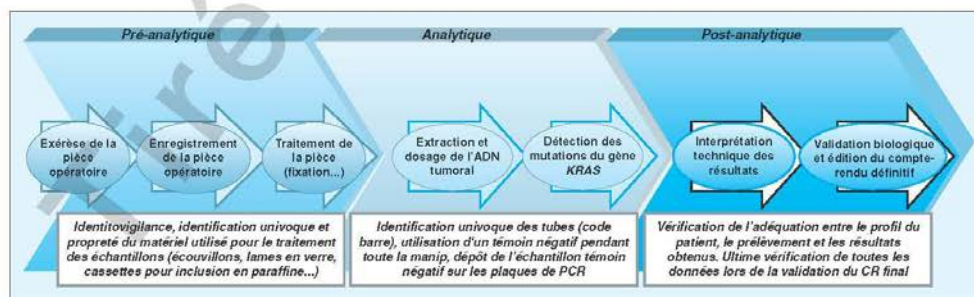 Pré-analytique
Analytique
Post-analytique
Exérèse de la
pièce
opératoire
Enregistrement
de la pièce
opératoire
Traitement de
la pièce
(fixation...)
Extraction et
dosage de l'ADN
tumoral
Détection des
mutations du gène
KRAS
Interprétation
technique des
résultats
Validation biologique
et édition du compte-
rendu définitif
Identitovigilance, identification univoque et
propreté du matériel utilisé pour le traitement
des échantillons (écouvillons, lames en verre,
cassettes pour inclusion en paraffine...)
Identification univoque des tubes (code
barre), utilisation d'un témoin négatif pendant
toute la manip, dépôt de l'échantillon témoin
négatif sur les plaques de PCR
Vérification de l'adéquation entre le profil du
patient, le prélèvement et les résultats
obtenus. Ultime vérification de toutes les
données lors de la validation du CR final